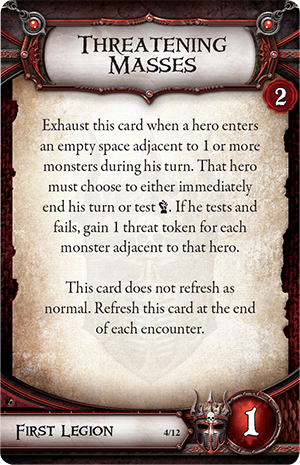 Threatening
Masses
2
Exhaust this card when a hero enters
an empty space adjacent to 1 or more
monsters during his turn. That hero
must choose to either immediately
end his turn or test . If he tests and
fails, gain 1 threat token for each
monster adjacent to that hero.
This card does not refresh as
normal. Refresh this card at the end
of each encounter.
First Legion
4/12
1